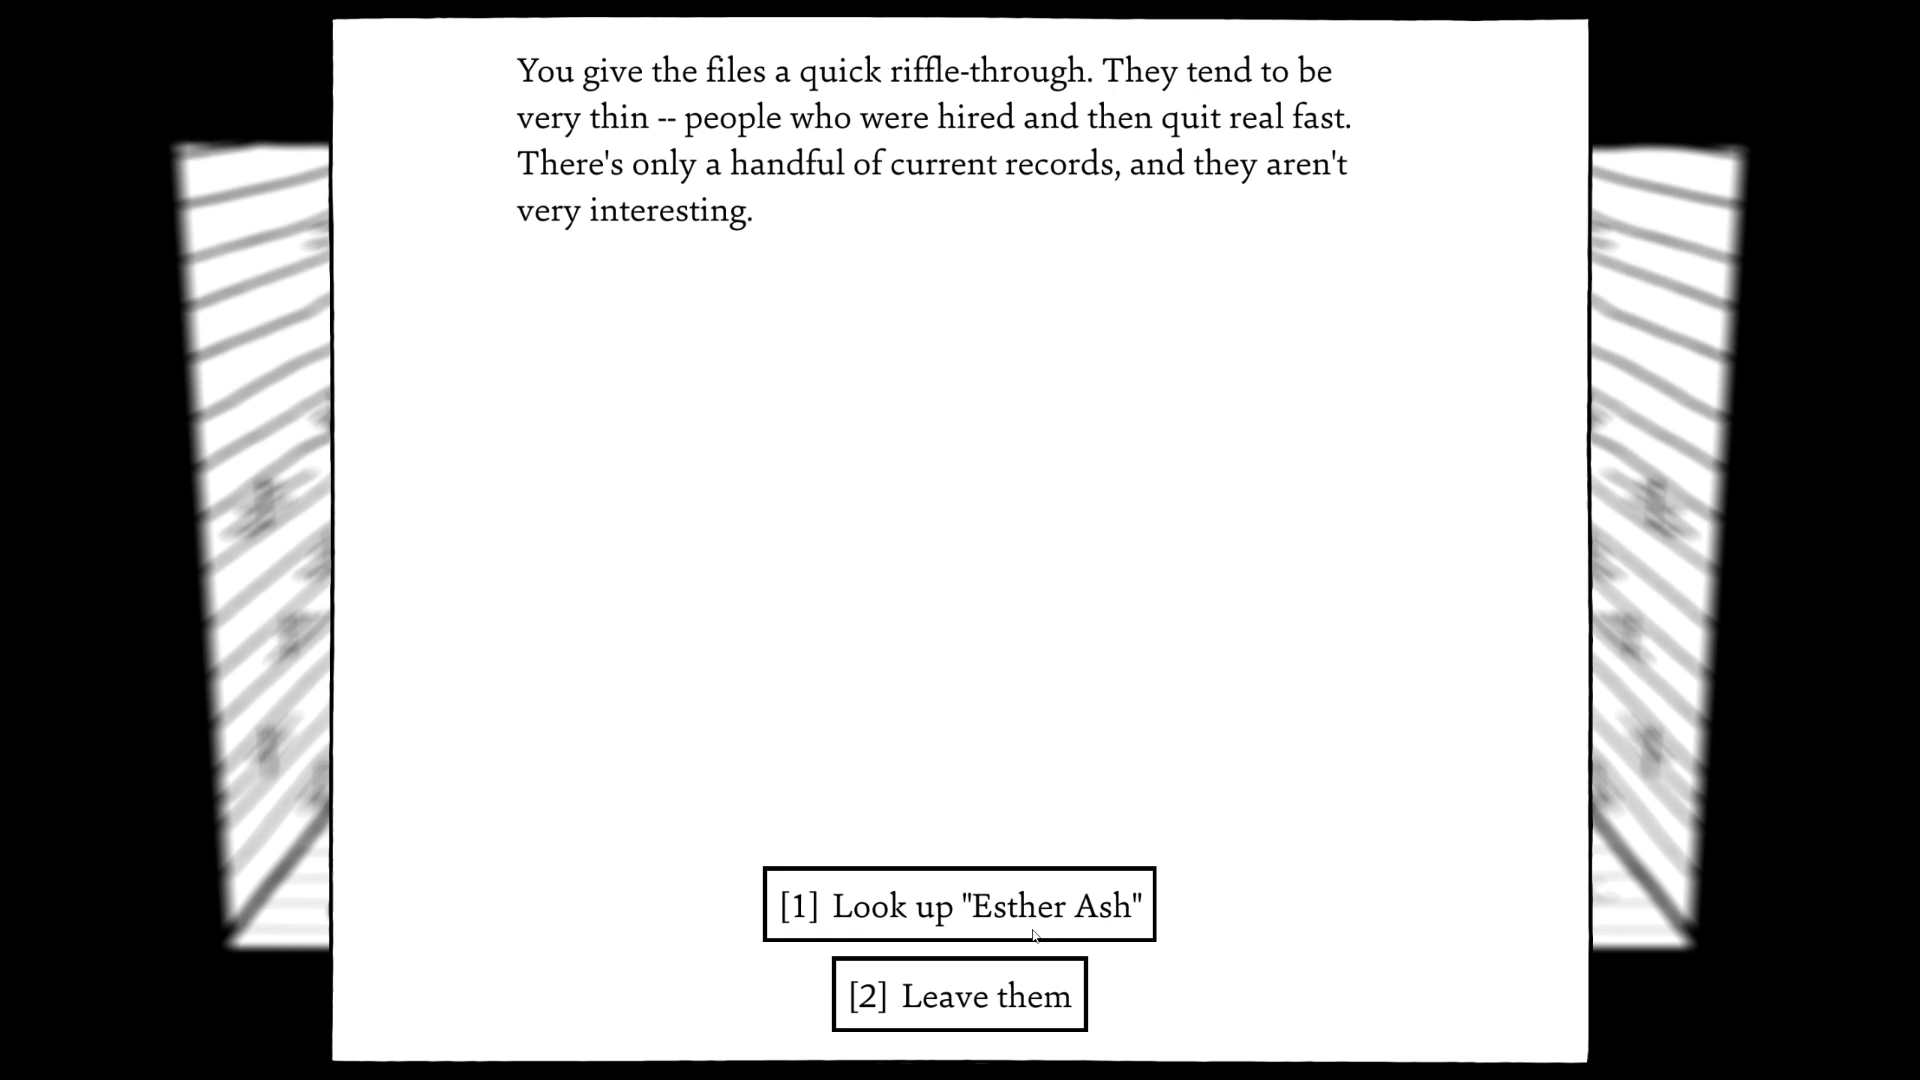 You give the files a quick riffle-through. They tend to be
very thin -- people who were hired and then quit real fast.
There's only a handful of current records, and they aren't
very interesting.
[1] Look up "Esther Ash"
[2] Leave them